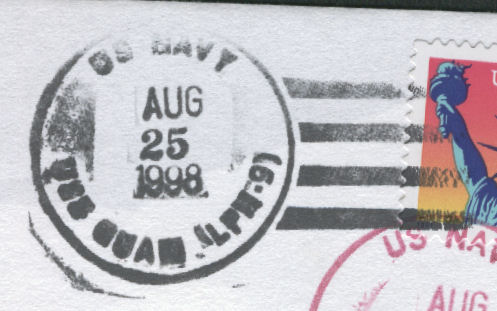 US NAVY
AUG
25
1998
USS GUAM (LPH-9)
U
US NA
AUG